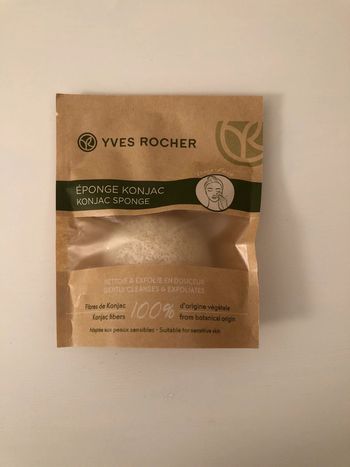 YVES ROCHER
ÉPONGE KONJAC
KONJAC SPONGE
NETTOIE & EXFOLIE EN DOUCEUR
GENTLY CLEANSES & EXFOLIATES
Fibres de Konjac
Konjac fibers
100%
d'origine végétale
from botanical origin
Adaptée aux peaux sensibles • Suitable for sensitive skin